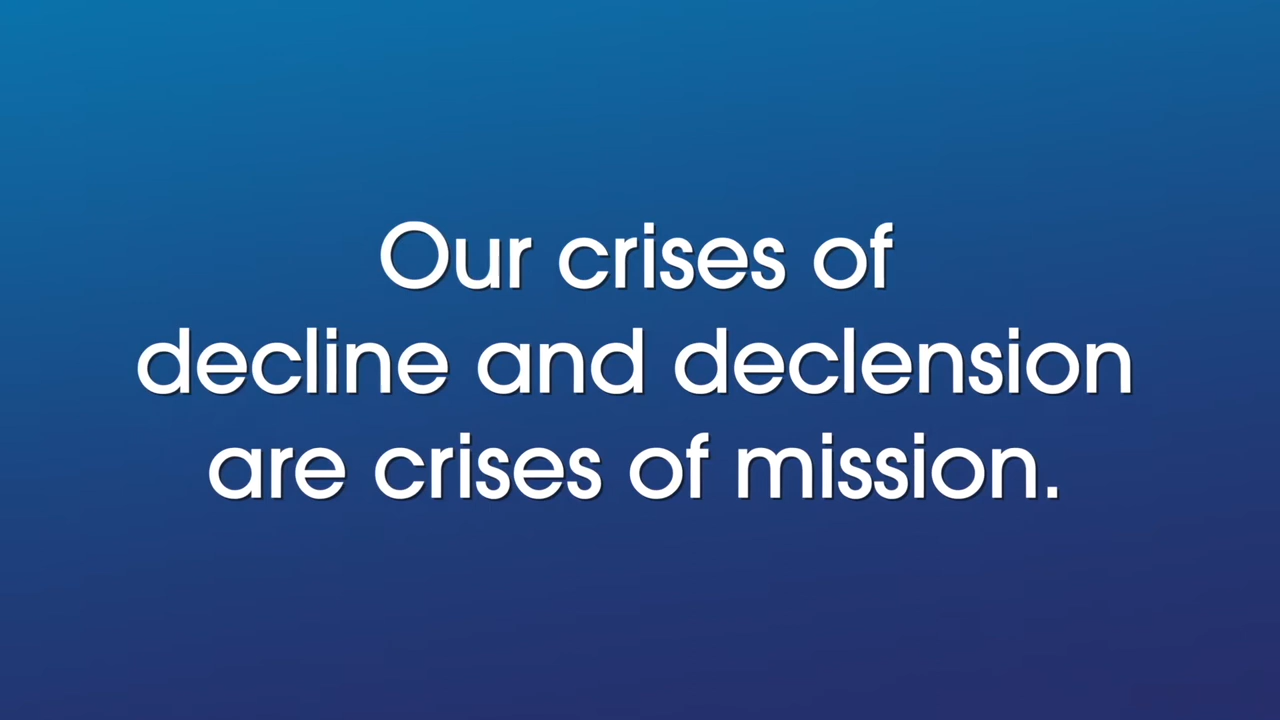 Our crises of
decline and declension
are crises of mission.